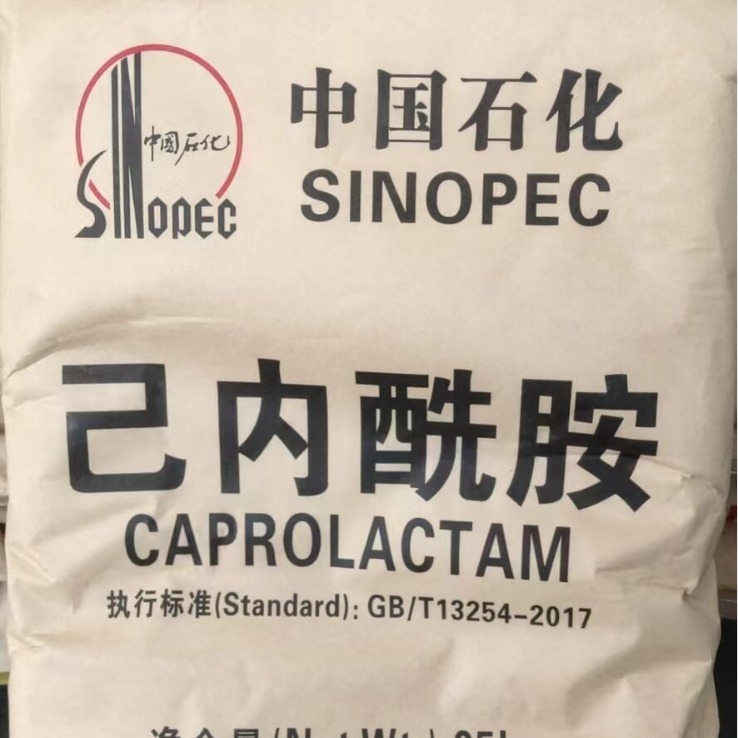 中国石化
SINOPEC
中国石化
SINOPEC
己内酰胺
CAPROLACTAM
执行标准(Standard): GB/T13254-2017